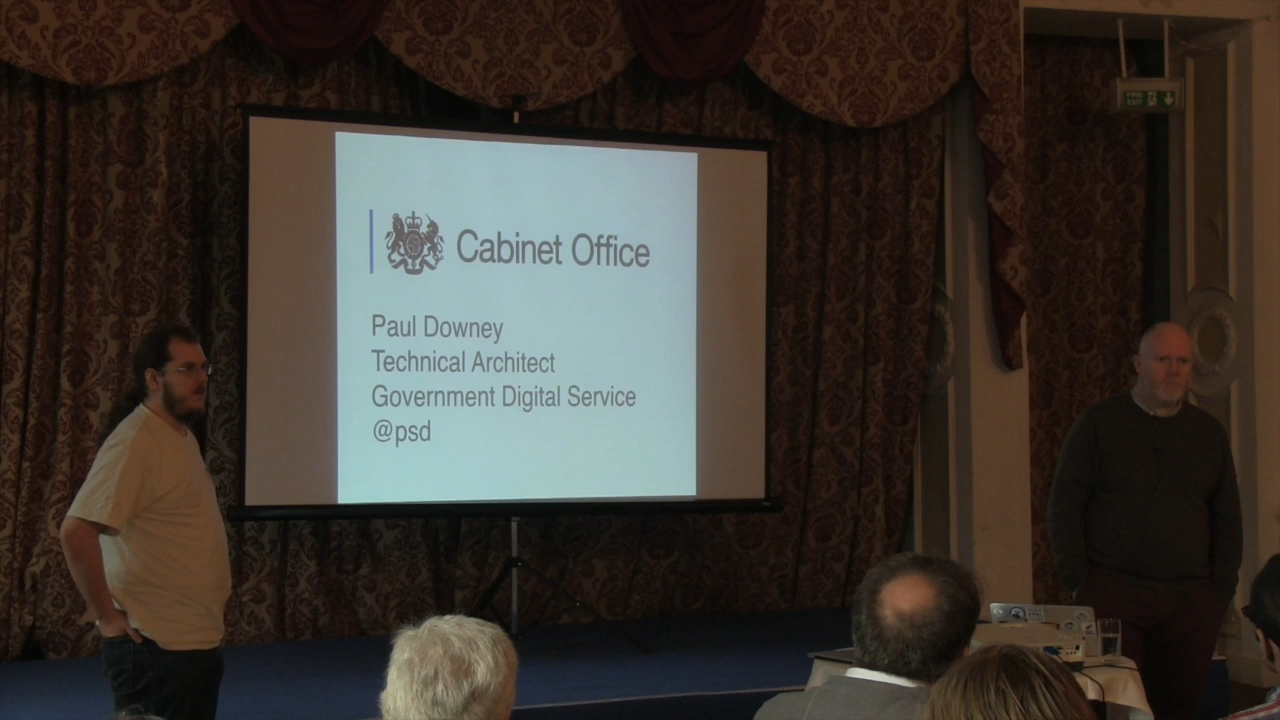 Cabinet Office
Paul Downey
Technical Architect
Government Digital Service
@psd